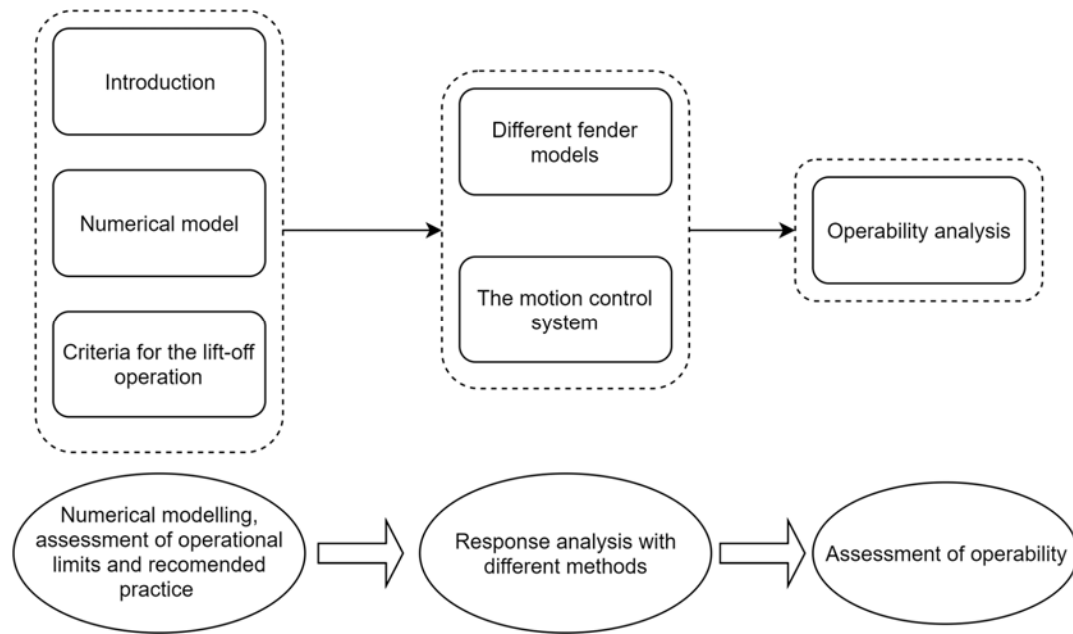 Introduction
Numerical model
Criteria for the lift-off
operation
Different fender
models
The motion control
system
Operability analysis
Numerical modelling,
assessment of operational
limits and recomended
practice
Response analysis with
different methods
Assessment of operability